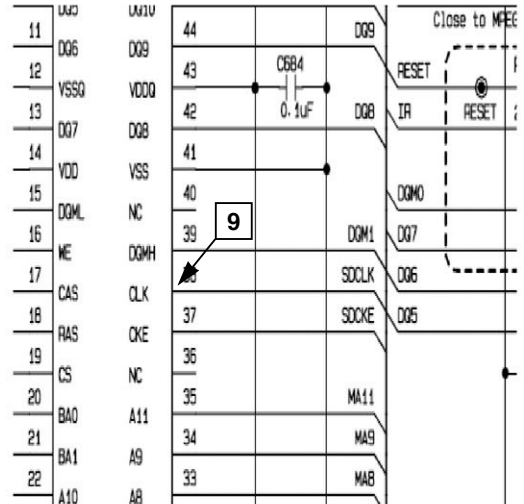 DQ5 DQ10
11 44 DQ9 Close to MPEG
DQ6 DQ9
12 43 C684 RESET
VSSQ VDDQ
13 42 0.1uF DQ8 IR RESET
DQ7 DQ8
14 41
VDD VSS
15 40 DQM0
DQML NC
16 39 9 DQM1 DQ7
WE DQMH
17 38 SDCLK DQ6
CAS CLK
18 37 SDCKE DQ5
RAS CKE
19 36
CS NC
20 35 MA11
BA0 A11
21 34 MA9
BA1 A9
22 33 MA8
A10 A8